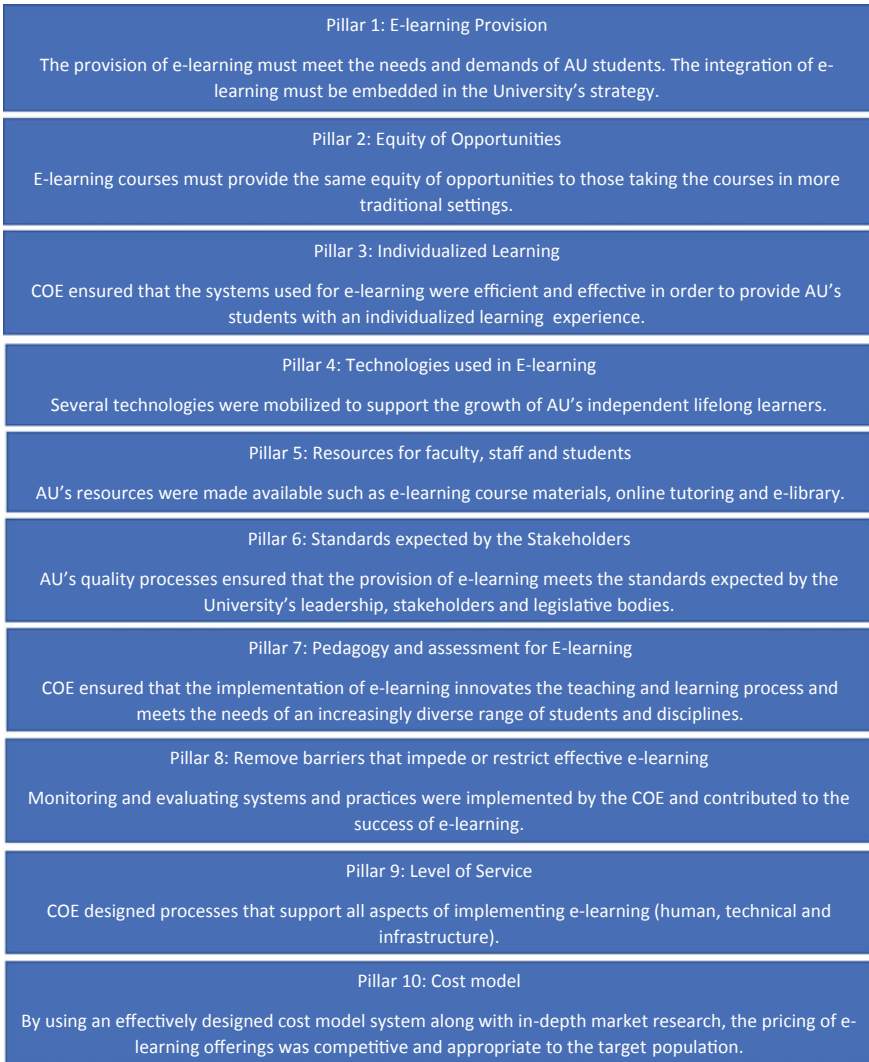 Pillar 1: E-learning Provision
The provision of e-learning must meet the needs and demands of AU students. The integration of e-
learning must be embedded in the University’s strategy.
Pillar 2: Equity of Opportunities
E-learning courses must provide the same equity of opportunities to those taking the courses in more
traditional settings.
Pillar 3: Individualized Learning
COE ensured that the systems used for e-learning were efficient and effective in order to provide AU’s
students with an individualized learning experience.
Pillar 4: Technologies used in E-learning
Several technologies were mobilized to support the growth of AU’s independent lifelong learners.
Pillar 5: Resources for faculty, staff and students
AU’s resources were made available such as e-learning course materials, online tutoring and e-library.
Pillar 6: Standards expected by the Stakeholders
AU’s quality processes ensured that the provision of e-learning meets the standards expected by the
University’s leadership, stakeholders and legislative bodies.
Pillar 7: Pedagogy and assessment for E-learning
COE ensured that the implementation of e-learning innovates the teaching and learning process and
meets the needs of an increasingly diverse range of students and disciplines.
Pillar 8: Remove barriers that impede or restrict effective e-learning
Monitoring and evaluating systems and practices were implemented by the COE and contributed to the
success of e-learning.
Pillar 9: Level of Service
COE designed processes that support all aspects of implementing e-learning (human, technical and
infrastructure).
Pillar 10: Cost model
By using an effectively designed cost model system along with in-depth market research, the pricing of e-
learning offerings was competitive and appropriate to the target population.